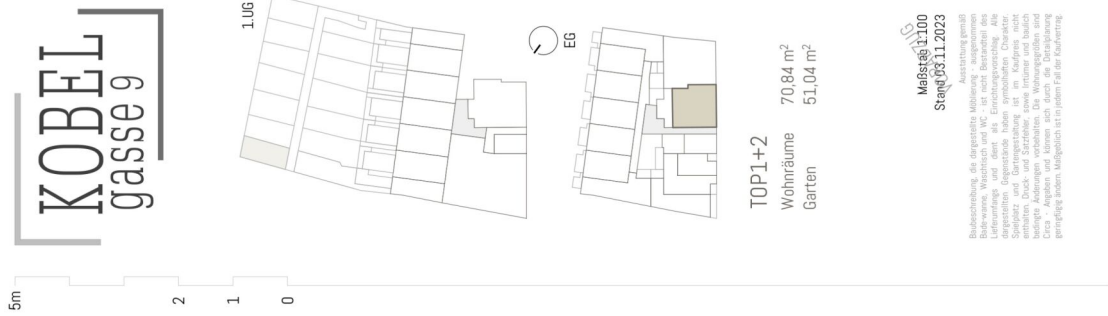 KOBEL
gasse 9
1.UG
EG
TOP1+2
Wohnräume 70,84 m²
Garten 51,04 m²
Maßstab 1:100
Stand 03.11.2023
Ausstattung gemäß
Baubeschreibung, die dargestellte Möblierung - ausgenommen
Bade-wanne, Waschtisch und WC - ist nicht Bestandteil des
Lieferumfangs und dient als Einrichtungsvorschlag. Alle
dargestellten Gegenstände haben symbolhaften Charakter.
Spielplatz und Gartengestaltung ist im Kaufpreis nicht
enthalten. Druck- und Satzfehler, sowie Irrtümer und baulich
bedingte Änderungen vorbehalten. Die Wohnungsgrößen sind
Circa - Angaben und können sich durch die Detailplanung
geringfügig ändern. Maßgeblich ist in jedem Fall der Kaufvertrag.
5m
2
1
0